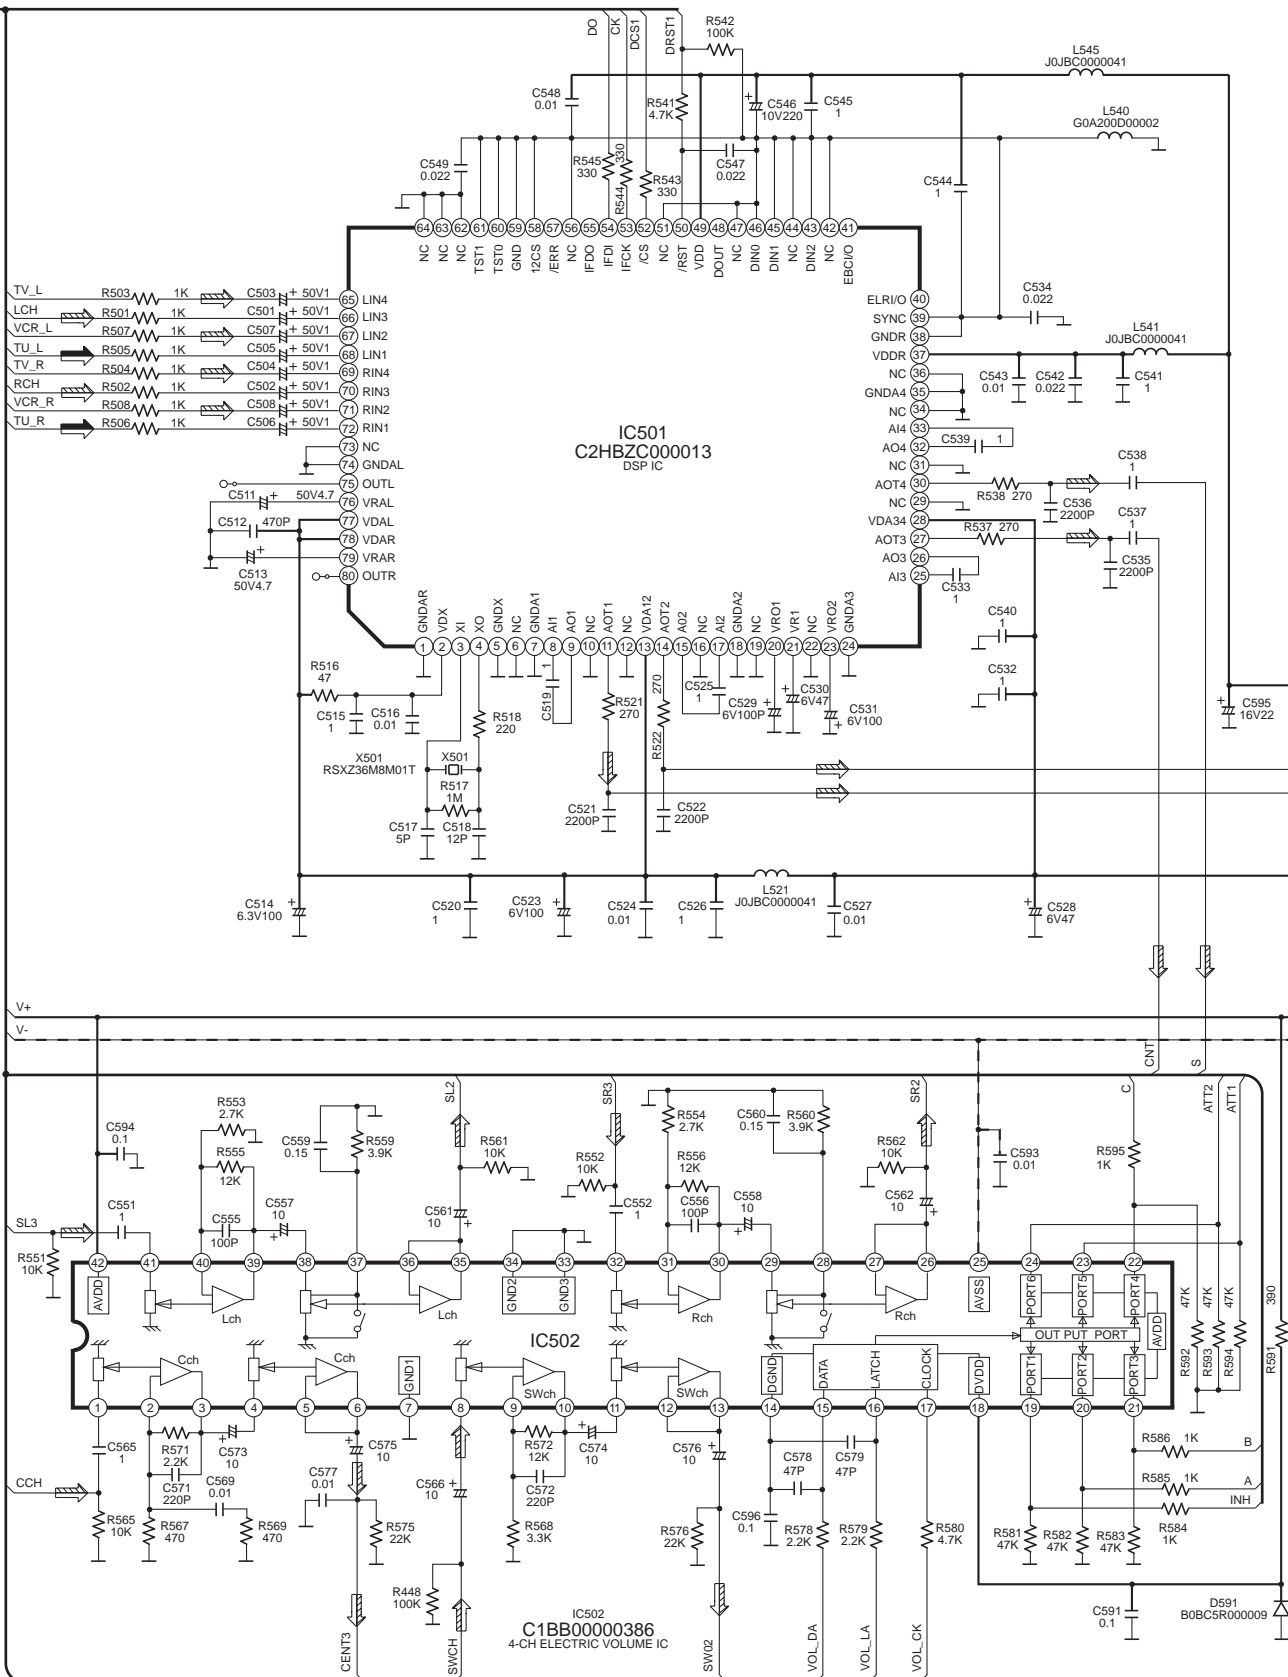 DO
CK
DCS1
DRST1
R542
100K
L545
J0JBC0000041
C548
0.01
R541
4.7K
C546
10V220
C545
1
L540
G0A200D00002
C549
0.022
R545
330
R544
330
R543
330
C547
0.022
C544
1
64 63 62 61 60 59 58 57 56 55 54 53 52 51 50 49 48 47 46 45 44 43 42 41
NC
NC
NC
TST1
TST0
GND
12CS
/ERR
NC
IFDO
IFDI
IFCK
/CS
NC
/RST
VDD
DOUT
NC
DIN0
DIN1
NC
DIN2
NC
EBCI/O
TV_L R503 1K C503 + 50V1 65 LIN4
LCH R501 1K C501 + 50V1 66 LIN3
VCR_L R507 1K C507 + 50V1 67 LIN2
TU_L R505 1K C505 + 50V1 68 LIN1
TV_R R504 1K C504 + 50V1 69 RIN4
RCH R502 1K C502 + 50V1 70 RIN3
VCR_R R508 1K C508 + 50V1 71 RIN2
TU_R R506 1K C506 + 50V1 72 RIN1
73 NC
74 GNDAL
75 OUTL
C511 + 50V4.7 76 VRAL
C512 470P 77 VDAL
78 VDAR
79 VRAR
C513 +
50V4.7
80 OUTR
IC501
C2HBZC000013
DSP IC
ELRI/O 40
SYNC 39
GNDR 38
VDDR 37
NC 36
GNDA4 35
NC 34
AI4 33
AO4 32
NC 31
AOT4 30
NC 29
VDA34 28
AOT3 27
AO3 26
AI3 25
C534
0.022
L541
J0JBC0000041
C543
0.01
C542
0.022
C541
1
C539 1
C538
1
R538 270
C536
2200P
C537
1
R537 270
C535
2200P
C533
1
C540
1
C532
1
GNDAR
VDX
XI
XO
GNDX
NC
GNDA1
AI1
AO1
NC
AOT1
NC
VDA12
AOT2
A02
NC
AI2
GNDA2
NC
VRO1
VR1
NC
VRO2
GNDA3
1 2 3 4 5 6 7 8 9 10 11 12 13 14 15 16 17 18 19 20 21 22 23 24
R516
47
C515
1
C516
0.01
R518
220
C519
1
R521
270
R522
270
C525
1
C529
6V100P
C530
6V47
C531
6V100
C595
16V22
X501
RSXZ36M8M01T
X501
R517
1M
C517
5P
C518
12P
C521
2200P
C522
2200P
C514
6.3V100
C520
1
C523
6V100
C524
0.01
C526
1
L521
J0JBC0000041
C527
0.01
C528
6V47
V+
V-
CNT
S
SL2
SR3
SR2
C
ATT2
ATT1
C594
0.1
R553
2.7K
R555
12K
C559
0.15
R559
3.9K
R561
10K
R552
10K
R554
2.7K
C560
0.15
R560
3.9K
R556
12K
R562
10K
C593
0.01
R595
1K
SL3
C551
1
C555
100P
C557
10
C561
10
C552
1
C556
100P
C558
10
C562
10
R551
10K
42 41 40 39 38 37 36 35 34 33 32 31 30 29 28 27 26 25 24 23 22
AVDD
Lch
Lch
GND2
GND3
Rch
Rch
AVSS
PORT6
PORT5
PORT4
OUT PUT PORT
AVDD
IC502
Cch
Cch
GND1
SWch
SWch
DGND
DATA
LATCH
CLOCK
DVDD
PORT1
PORT2
PORT3
R592
47K
R593
47K
R594
47K
R591
390
1 2 3 4 5 6 7 8 9 10 11 12 13 14 15 16 17 18 19 20 21
C565
1
R571
2.2K
C571
220P
C573
10
C569
0.01
C575
10
C577
0.01
C566
10
R572
12K
C572
220P
C574
10
C576
10
C578
47P
C579
47P
R586 1K B
R585 1K A
INH
R584
1K
CCH
R565
10K
R567
470
R569
470
R575
22K
R568
3.3K
R576
22K
C596
0.1
R578
2.2K
R579
2.2K
R580
4.7K
R581
47K
R582
47K
R583
47K
R448
100K
CENT3
SWCH
IC502
C1BB00000386
4-CH ELECTRIC VOLUME IC
SW02
VOL_DA
VOL_LA
VOL_CK
C591
0.1
D591
B0BC5R000009